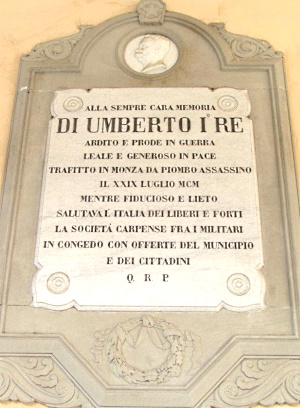 ALLA SEMPRE CARA MEMORIA
DI UMBERTO I° RE
ARDITO E PRODE IN GUERRA
LEALE E GENEROSO IN PACE
TRAFITTO IN MONZA DA PIOMBO ASSASSINO
IL XXIX LUGLIO MCM
MENTRE FIDUCIOSO E LIETO
SALUTAVA L'ITALIA DEI LIBERI E FORTI
LA SOCIETÁ CARPENSE FRA I MILITARI
IN CONGEDO CON OFFERTE DEL MUNICIPIO
E DEI CITTADINI
Q. R. P.